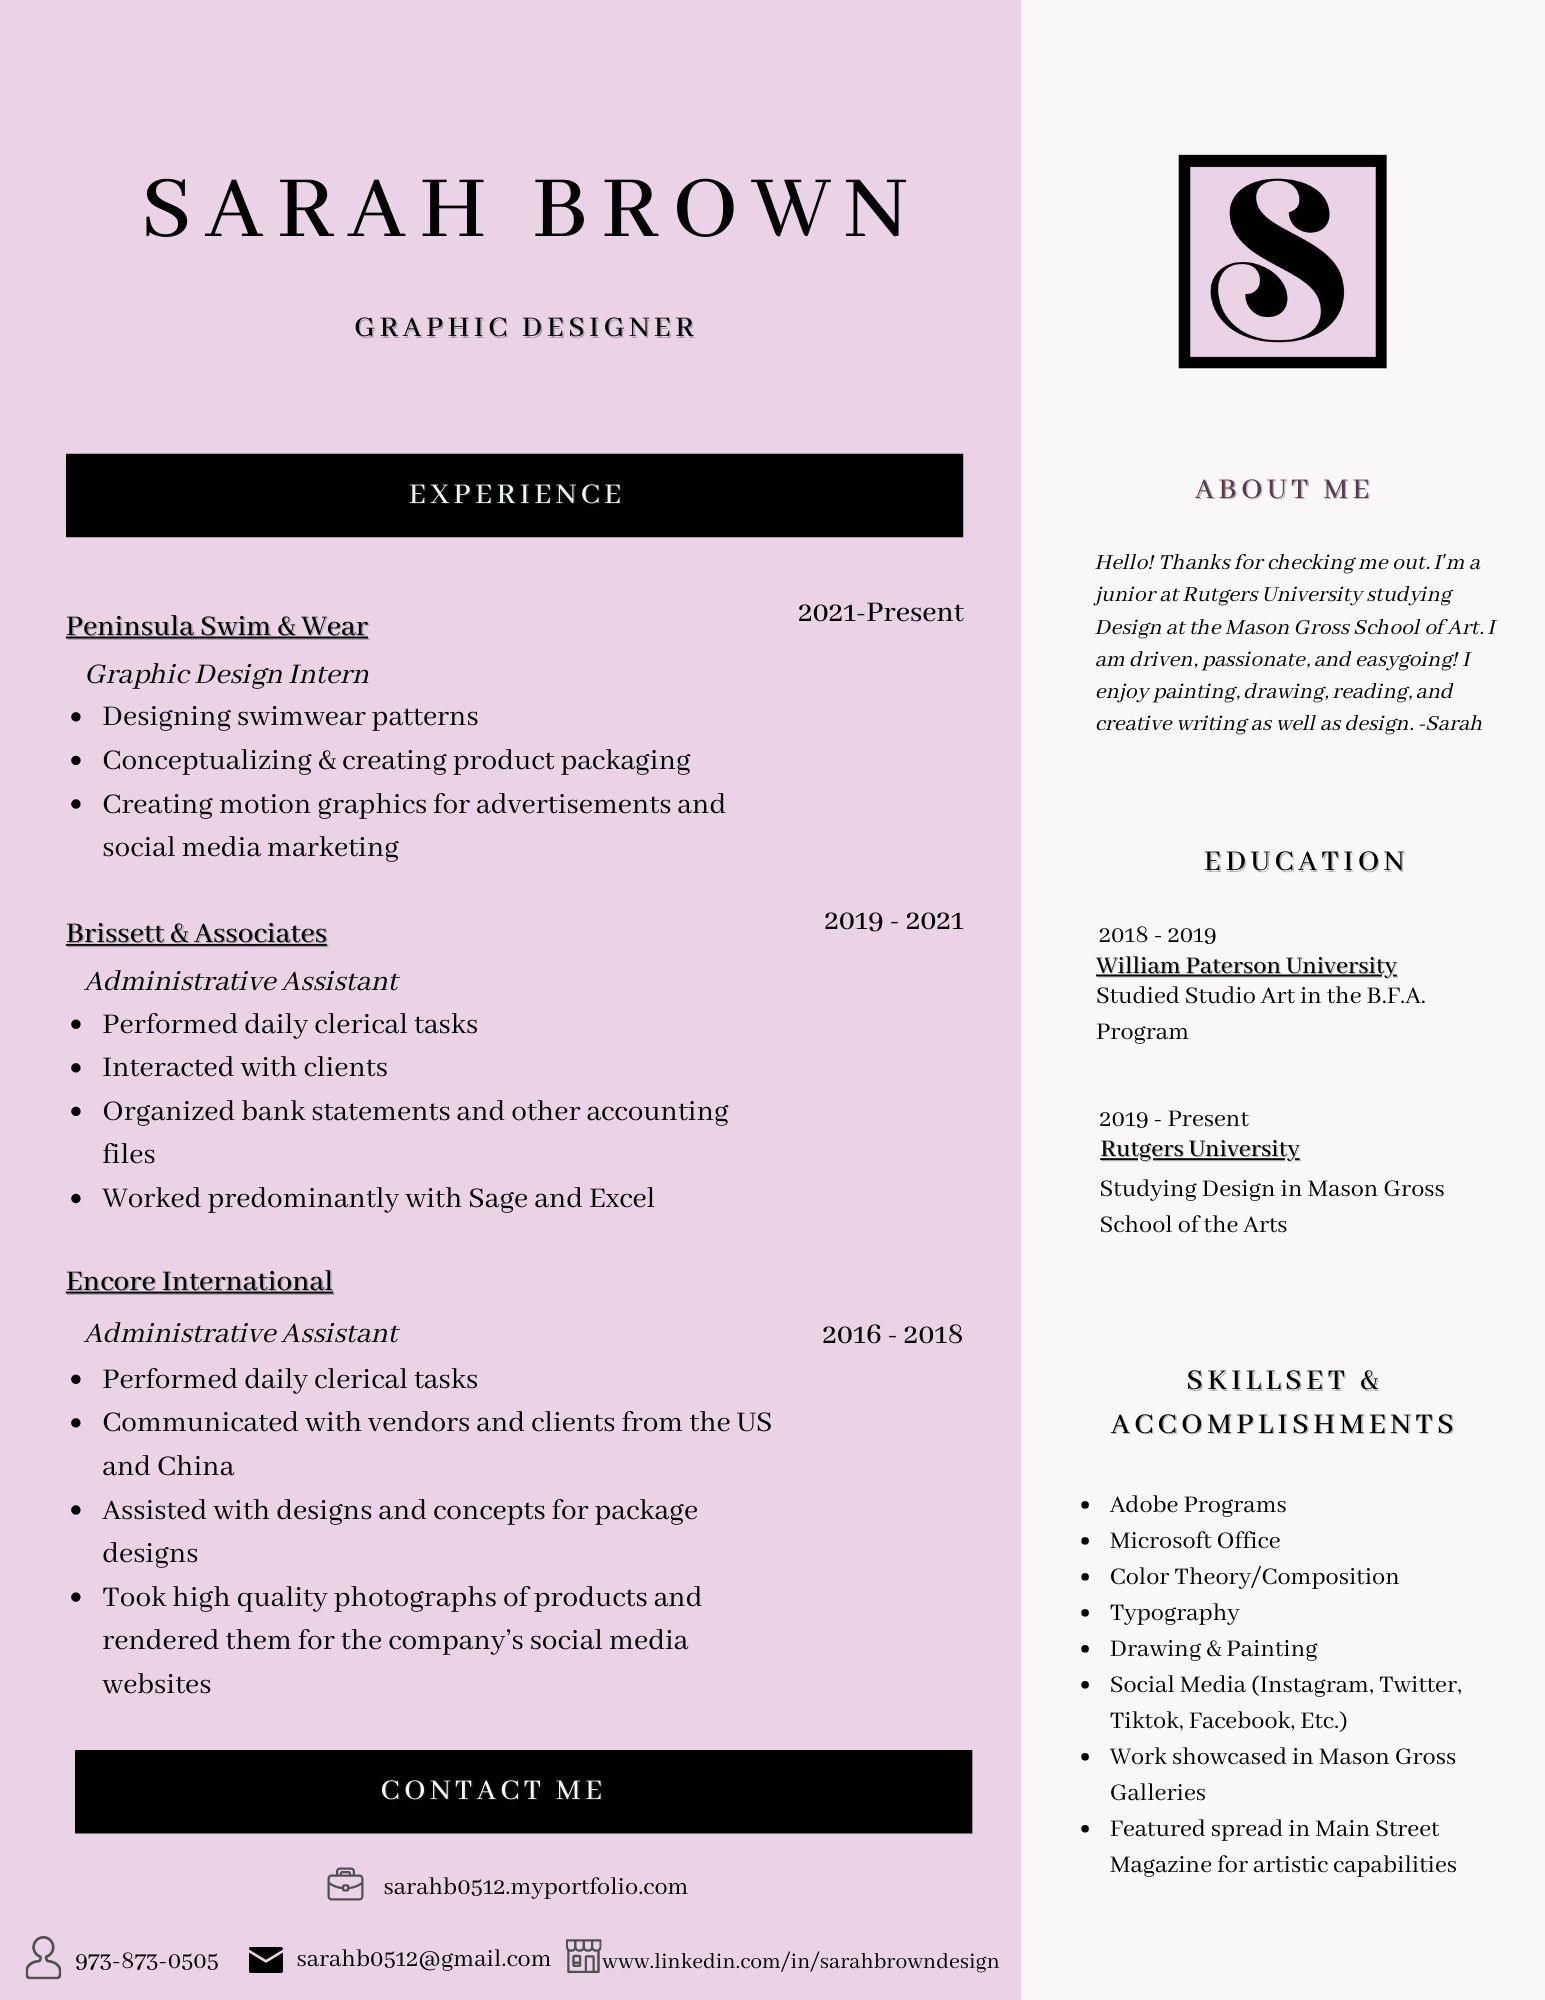 SARAH BROWN
GRAPHIC DESIGNER
EXPERIENCE
Peninsula Swim & Wear
2021-Present
Graphic Design Intern
• Designing swimwear patterns
• Conceptualizing & creating product packaging
• Creating motion graphics for advertisements and
social media marketing
Brissett & Associates
2019 - 2021
Administrative Assistant
• Performed daily clerical tasks
• Interacted with clients
• Organized bank statements and other accounting
files
• Worked predominantly with Sage and Excel
Encore International
Administrative Assistant
2016 - 2018
• Performed daily clerical tasks
• Communicated with vendors and clients from the US
and China
• Assisted with designs and concepts for package
designs
• Took high quality photographs of products and
rendered them for the company's social media
websites
CONTACT ME
sarahb0512.myportfolio.com
973-873-0505
sarahb0512@gmail.com
www.linkedin.com/in/sarahbrowndesign
S
ABOUT ME
Hello! Thanks for checking me out. I'm a
junior at Rutgers University studying
Design at the Mason Gross School of Art. I
am driven, passionate, and easygoing! I
enjoy painting, drawing, reading, and
creative writing as well as design. -Sarah
EDUCATION
2018 - 2019
William Paterson University
Studied Studio Art in the B.F.A.
Program
2019 - Present
Rutgers University
Studying Design in Mason Gross
School of the Arts
SKILLSET &
ACCOMPLISHMENTS
• Adobe Programs
• Microsoft Office
• Color Theory/Composition
• Typography
• Drawing & Painting
• Social Media (Instagram, Twitter,
Tiktok, Facebook, Etc.)
• Work showcased in Mason Gross
Galleries
• Featured spread in Main Street
Magazine for artistic capabilities